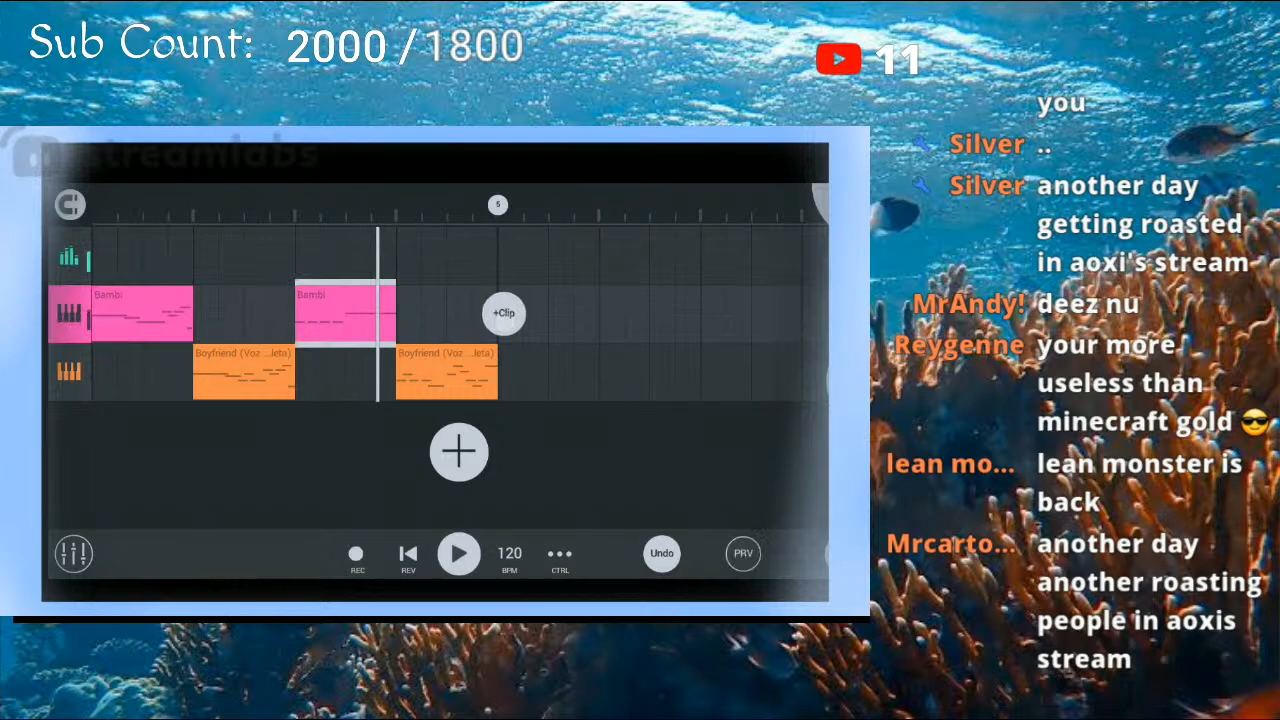 Sub Count: 2000 / 1800
11
streamlabs
5
Bambi
Bambi
+Clip
Boyfriend (Voz ...leta)
Boyfriend (Voz ...leta)
REC
REV
120
BPM
CTRL
Undo
PRV
you
Silver ..
Silver another day
getting roasted
in aoxi's stream
MrAndy! deez nu
Reygenne your more
useless than
minecraft gold 😎
lean mo... lean monster is
back
Mrcarto... another day
another roasting
people in aoxis
stream